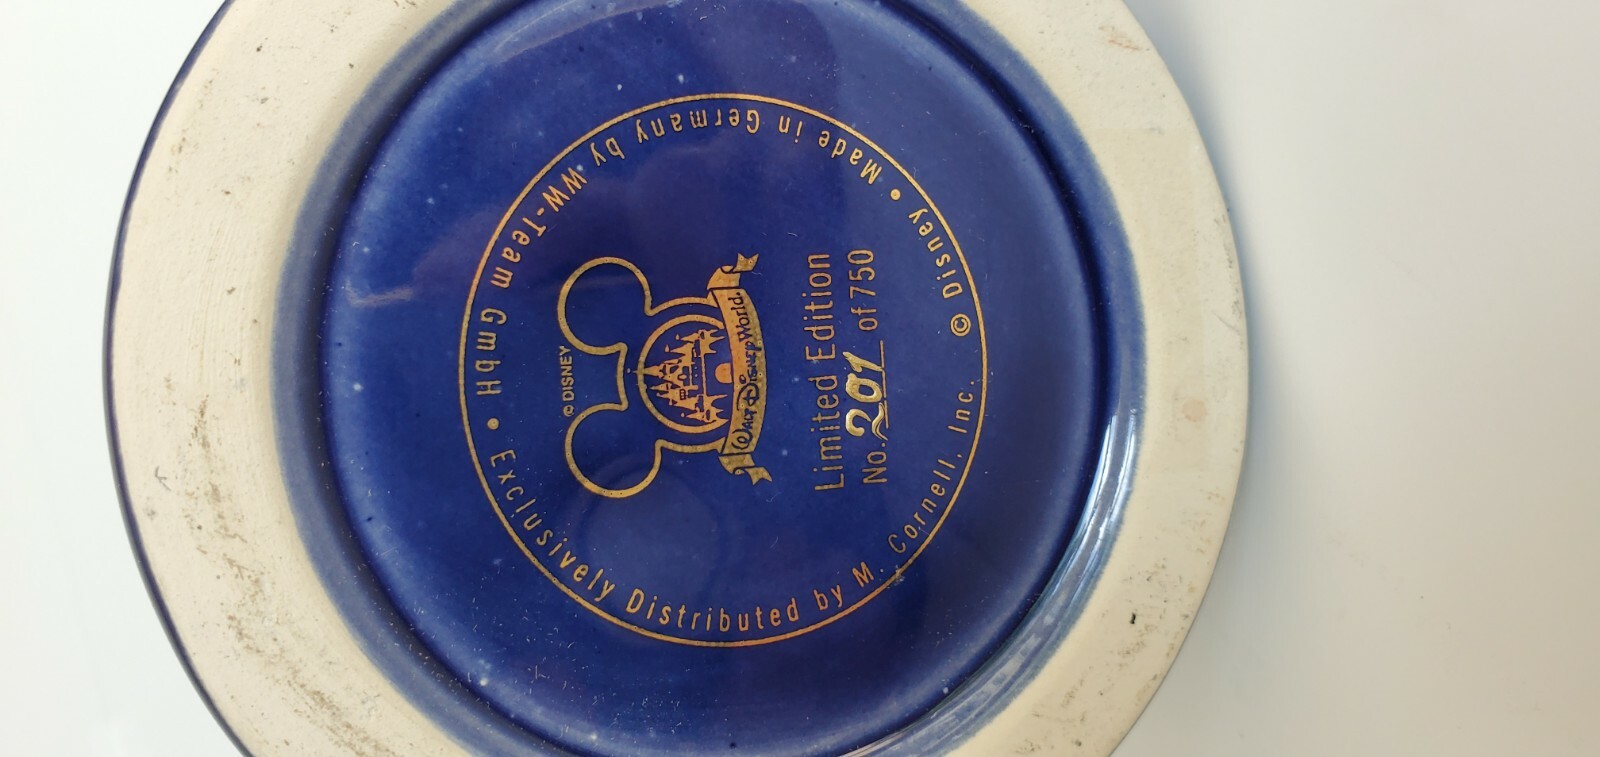 © Disney • Made in Germany by WW-Team GmbH • Exclusively Distributed by M. Cornell, Inc.
© DISNEY
Walt Disney World.
Limited Edition
No. 201 of 750